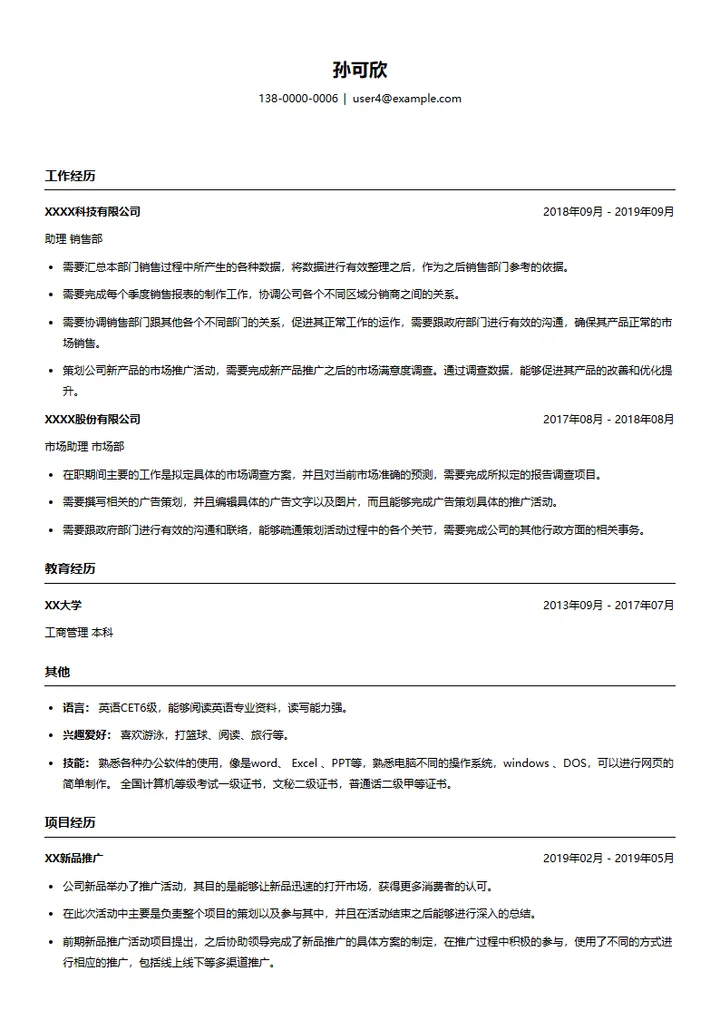 孙可欣
138-0000-0006 | user4@example.com
工作经历
XXXX科技有限公司 2018年09月 - 2019年09月
助理 销售部
• 需要汇总本部门销售过程中所产生的各种数据，将数据进行有效整理之后，作为之后销售部门参考的依据。
• 需要完成每个季度销售报表的制作工作，协调公司各个不同区域分销商之间的关系。
• 需要协调销售部门跟其他各个不同部门的关系，促进其正常工作的运作，需要跟政府部门进行有效的沟通，确保其产品正常的市
场销售。
• 策划公司新产品的市场推广活动，需要完成新产品推广之后的市场满意度调查。通过调查数据，能够促进其产品的改善和优化提
升。
XXXX股份有限公司 2017年08月 - 2018年08月
市场助理 市场部
• 在职期间主要的工作是拟定具体的市场调查方案，并且对当前市场准确的预测，需要完成所拟定的报告调查项目。
• 需要撰写相关的广告策划，并且编辑具体的广告文字以及图片，而且能够完成广告策划具体的推广活动。
• 需要跟政府部门进行有效的沟通和联络，能够疏通策划活动过程中的各个关节，需要完成公司的其他行政方面的相关事务。
教育经历
XX大学 2013年09月 - 2017年07月
工商管理 本科
其他
• 语言： 英语CET6级，能够阅读英语专业资料，读写能力强。
• 兴趣爱好： 喜欢游泳，打篮球、阅读、旅行等。
• 技能： 熟悉各种办公软件的使用，像是word、 Excel 、PPT等，熟悉电脑不同的操作系统，windows 、DOS，可以进行网页的
简单制作。 全国计算机等级考试一级证书，文秘二级证书，普通话二级甲等证书。
项目经历
XX新品推广 2019年02月 - 2019年05月
• 公司新品举办了推广活动，其目的是能够让新品迅速的打开市场，获得更多消费者的认可。
• 在此次活动中主要是负责整个项目的策划以及参与其中，并且在活动结束之后能够进行深入的总结。
• 前期新品推广活动项目提出，之后协助领导完成了新品推广的具体方案的制定，在推广过程中积极的参与，使用了不同的方式进
行相应的推广，包括线上线下等多渠道推广。